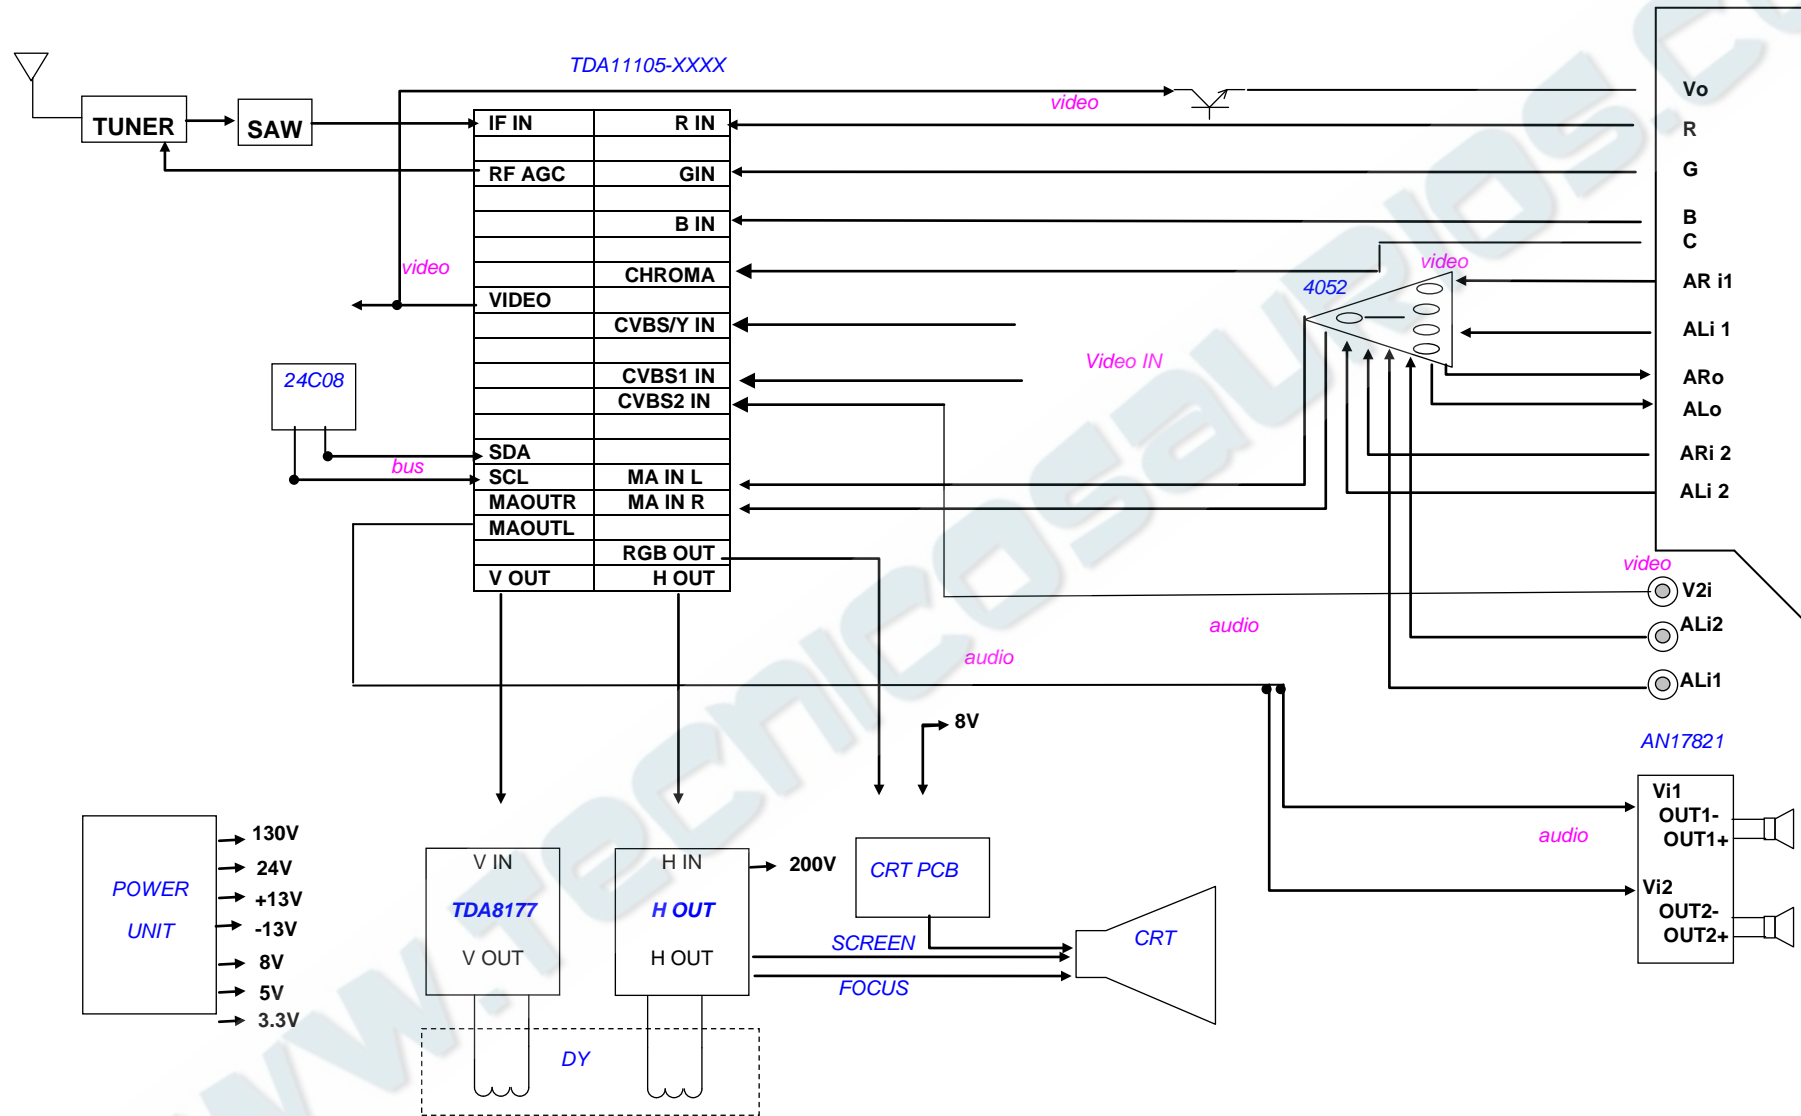 TDA11105-XXXX
Vo
video
TUNER
SAW
IF IN
R IN
R
RF AGC
GIN
G
B IN
B
C
video
CHROMA
video
AR i1
4052
VIDEO
CVBS/Y IN
ALi 1
Video IN
24C08
CVBS1 IN
ARo
CVBS2 IN
ALo
SDA
ARi 2
bus
SCL
MA IN L
ALi 2
MAOUTR
MA IN R
MAOUTL
RGB OUT
video
V OUT
H OUT
V2i
audio
ALi2
audio
ALi1
8V
AN17821
Vi1
OUT1-
OUT1+
audio
130V
24V
+13V
-13V
8V
5V
3.3V
POWER
UNIT
V IN
TDA8177
V OUT
H IN
H OUT
H OUT
200V
CRT PCB
Vi2
OUT2-
OUT2+
SCREEN
CRT
FOCUS
DY
www.tecnicosaurios.co